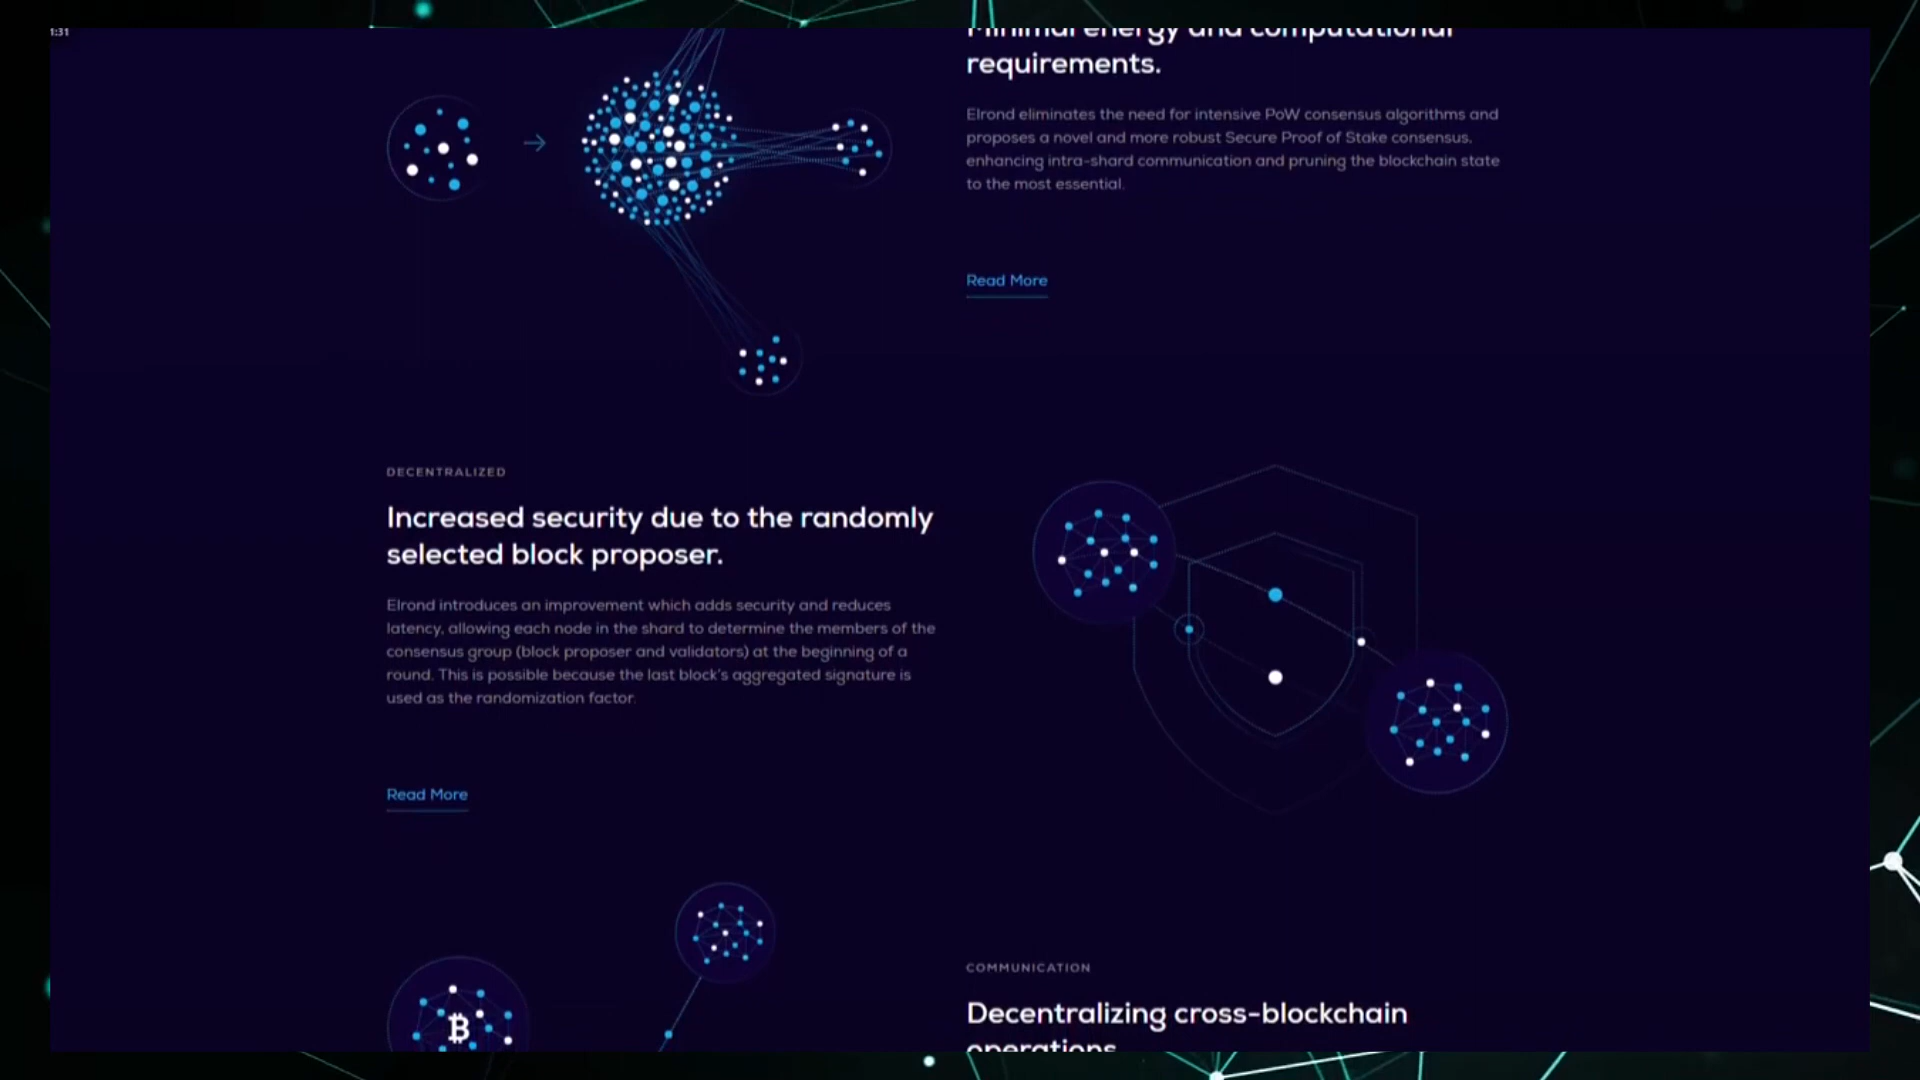 1:31
Minimal energy and computational
requirements.
Elrond eliminates the need for intensive PoW consensus algorithms and
proposes a novel and more robust Secure Proof of Stake consensus,
enhancing intra-shard communication and pruning the blockchain state
to the most essential.
Read More
DECENTRALIZED
Increased security due to the randomly
selected block proposer.
Elrond introduces an improvement which adds security and reduces
latency, allowing each node in the shard to determine the members of the
consensus group (block proposer and validators) at the beginning of a
round. This is possible because the last block's aggregated signature is
used as the randomization factor.
Read More
COMMUNICATION
Decentralizing cross-blockchain
operations